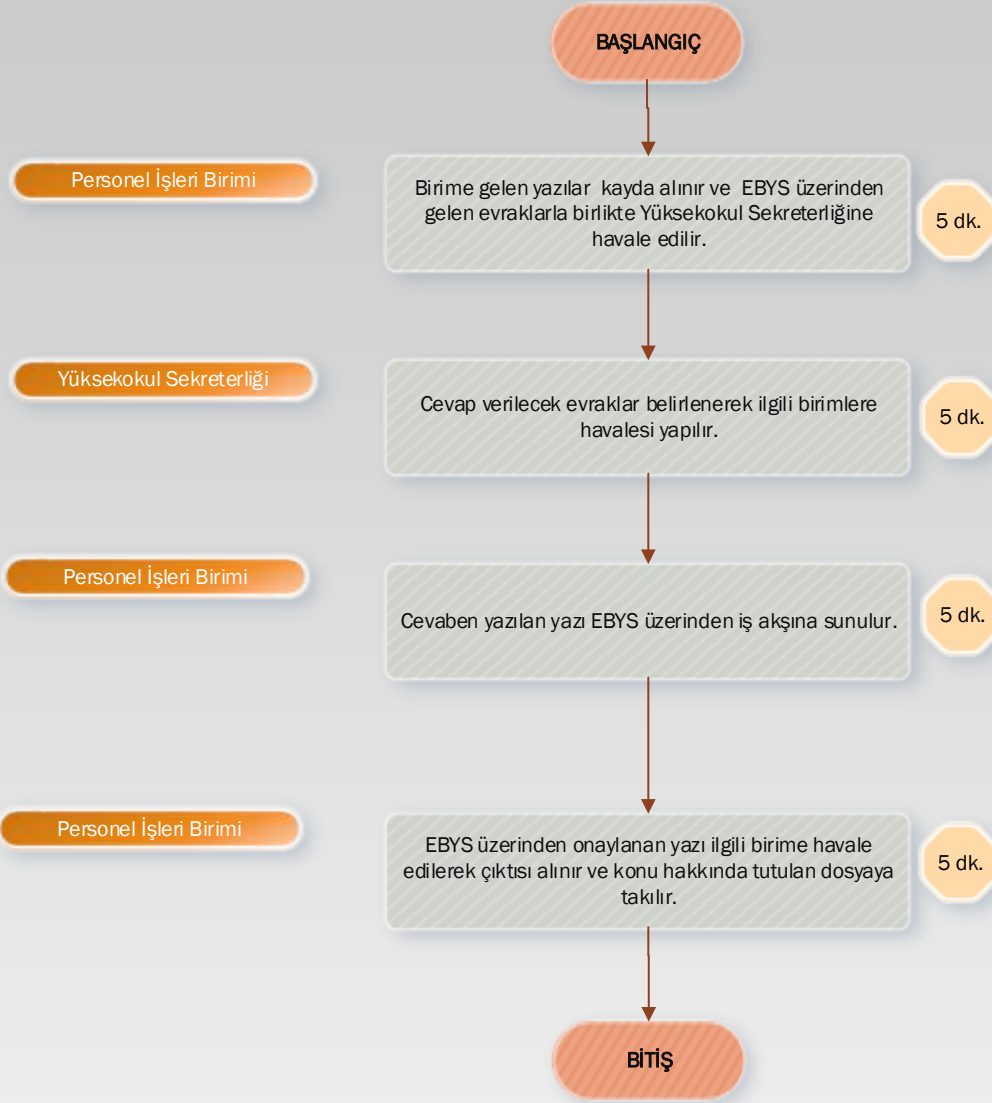 BAŞLANGIÇ
Personel İşleri Birimi
Birime gelen yazılar kayda alınır ve EBYS üzerinden
gelen evraklarla birlikte Yüksekokul Sekreterliğine
havale edilir.
5 dk.
Yüksekokul Sekreterliği
Cevap verilecek evraklar belirlenerek ilgili birimlere
havalesi yapılır.
5 dk.
Personel İşleri Birimi
Cevaben yazılan yazı EBYS üzerinden iş akşına sunulur.
5 dk.
Personel İşleri Birimi
EBYS üzerinden onaylanan yazı ilgili birime havale
edilerek çıktısı alınır ve konu hakkında tutulan dosyaya
takılır.
5 dk.
BİTİŞ